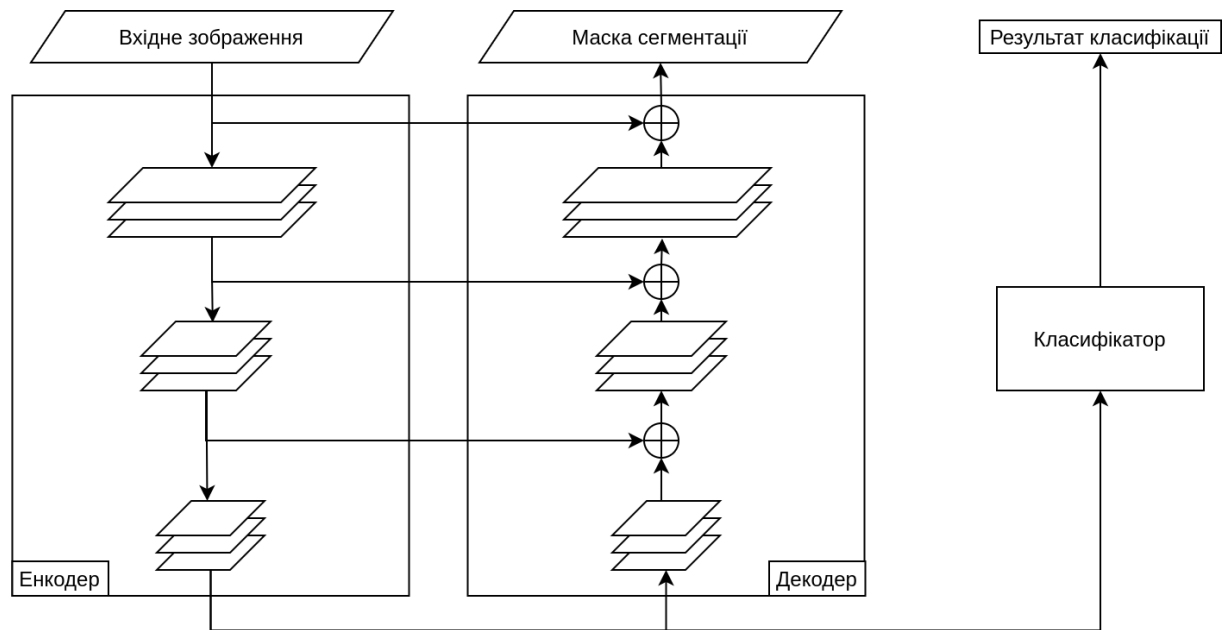 Вхідне зображення
Маска сегментації
Результат класифікації
Класифікатор
Енкодер
Декодер